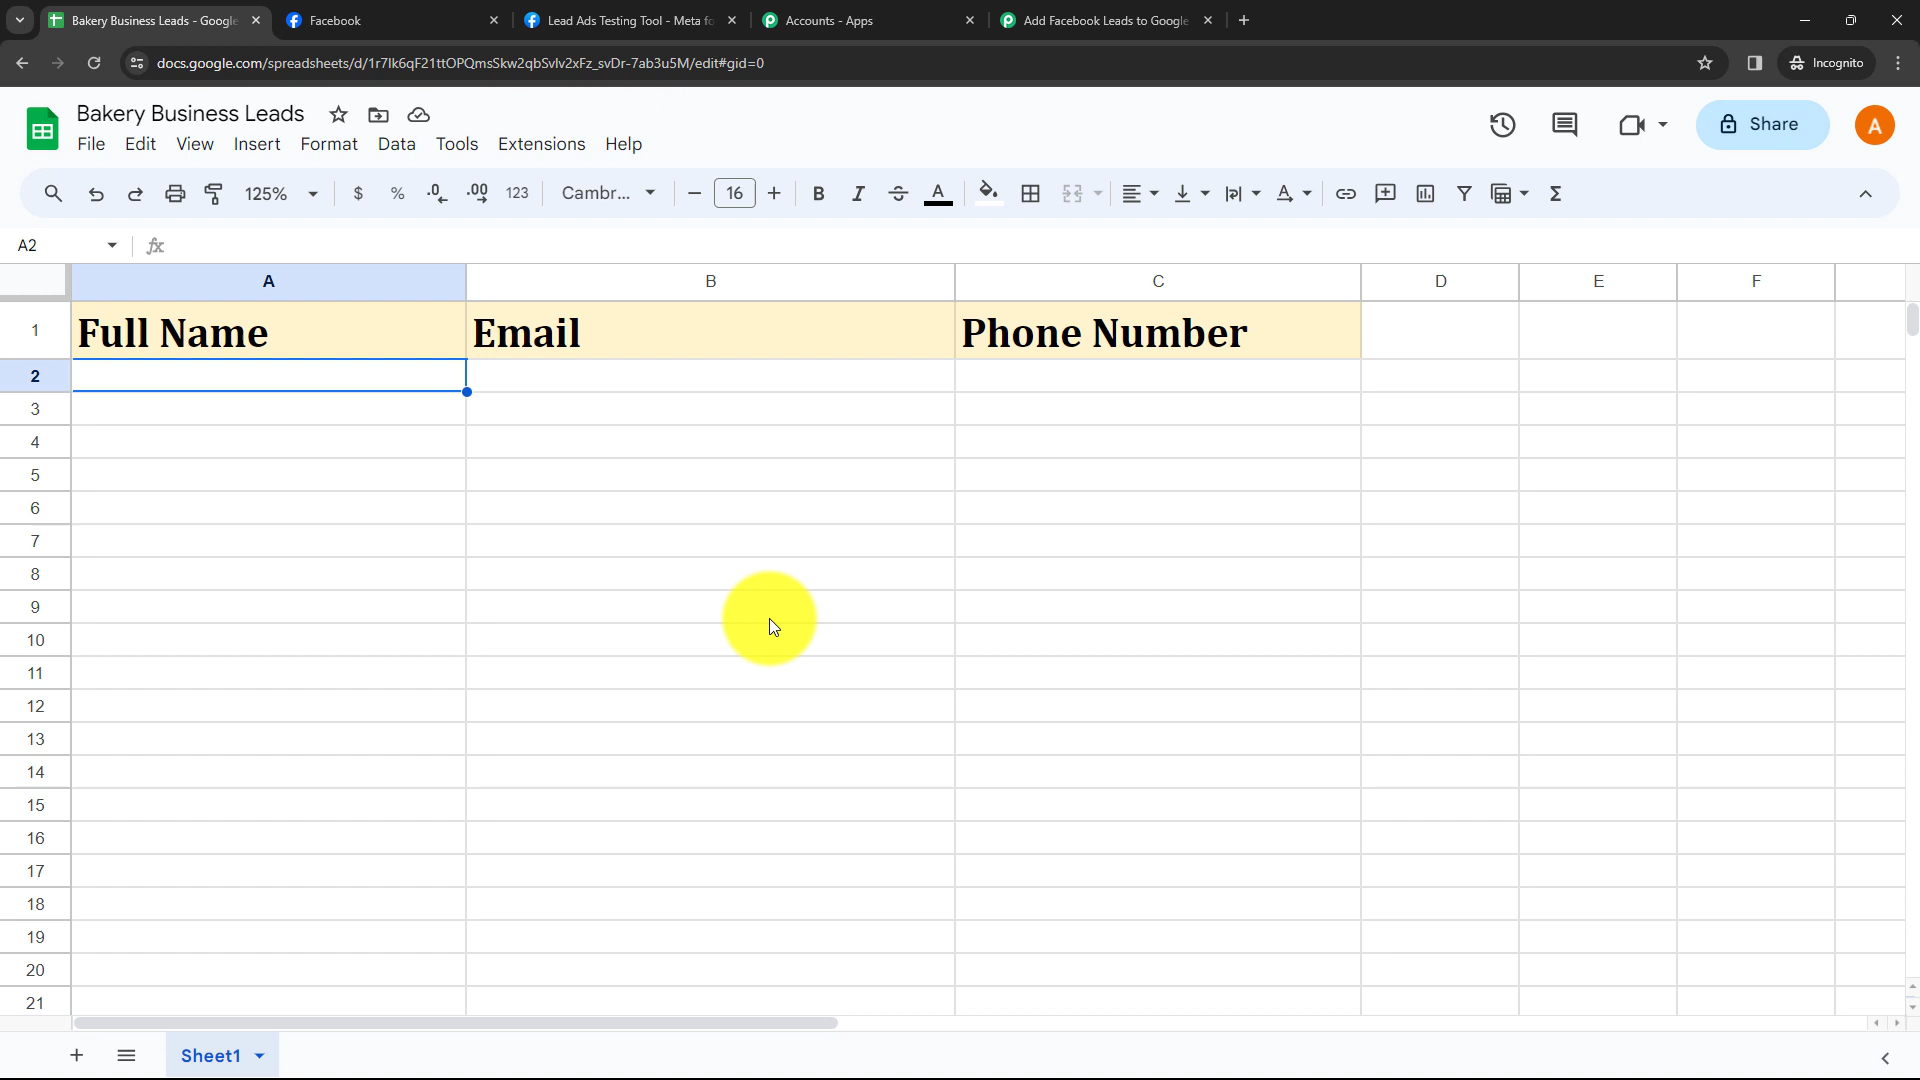 Bakery Business Leads - Google
Facebook
Lead Ads Testing Tool - Meta fo
Accounts - Apps
Add Facebook Leads to Google
docs.google.com/spreadsheets/d/1r7lk6qF21ttOPQmsSkw2qbSvlv2xFz_svDr-7ab3u5M/edit#gid=0
Incognito
Bakery Business Leads
File Edit View Insert Format Data Tools Extensions Help
Share
A
125% $ % .0 .00 123 Cambr... 16 B I S A
A2 fx
A B C D E F
1 Full Name Email Phone Number
2
3
4
5
6
7
8
9
10
11
12
13
14
15
16
17
18
19
20
21
Sheet1